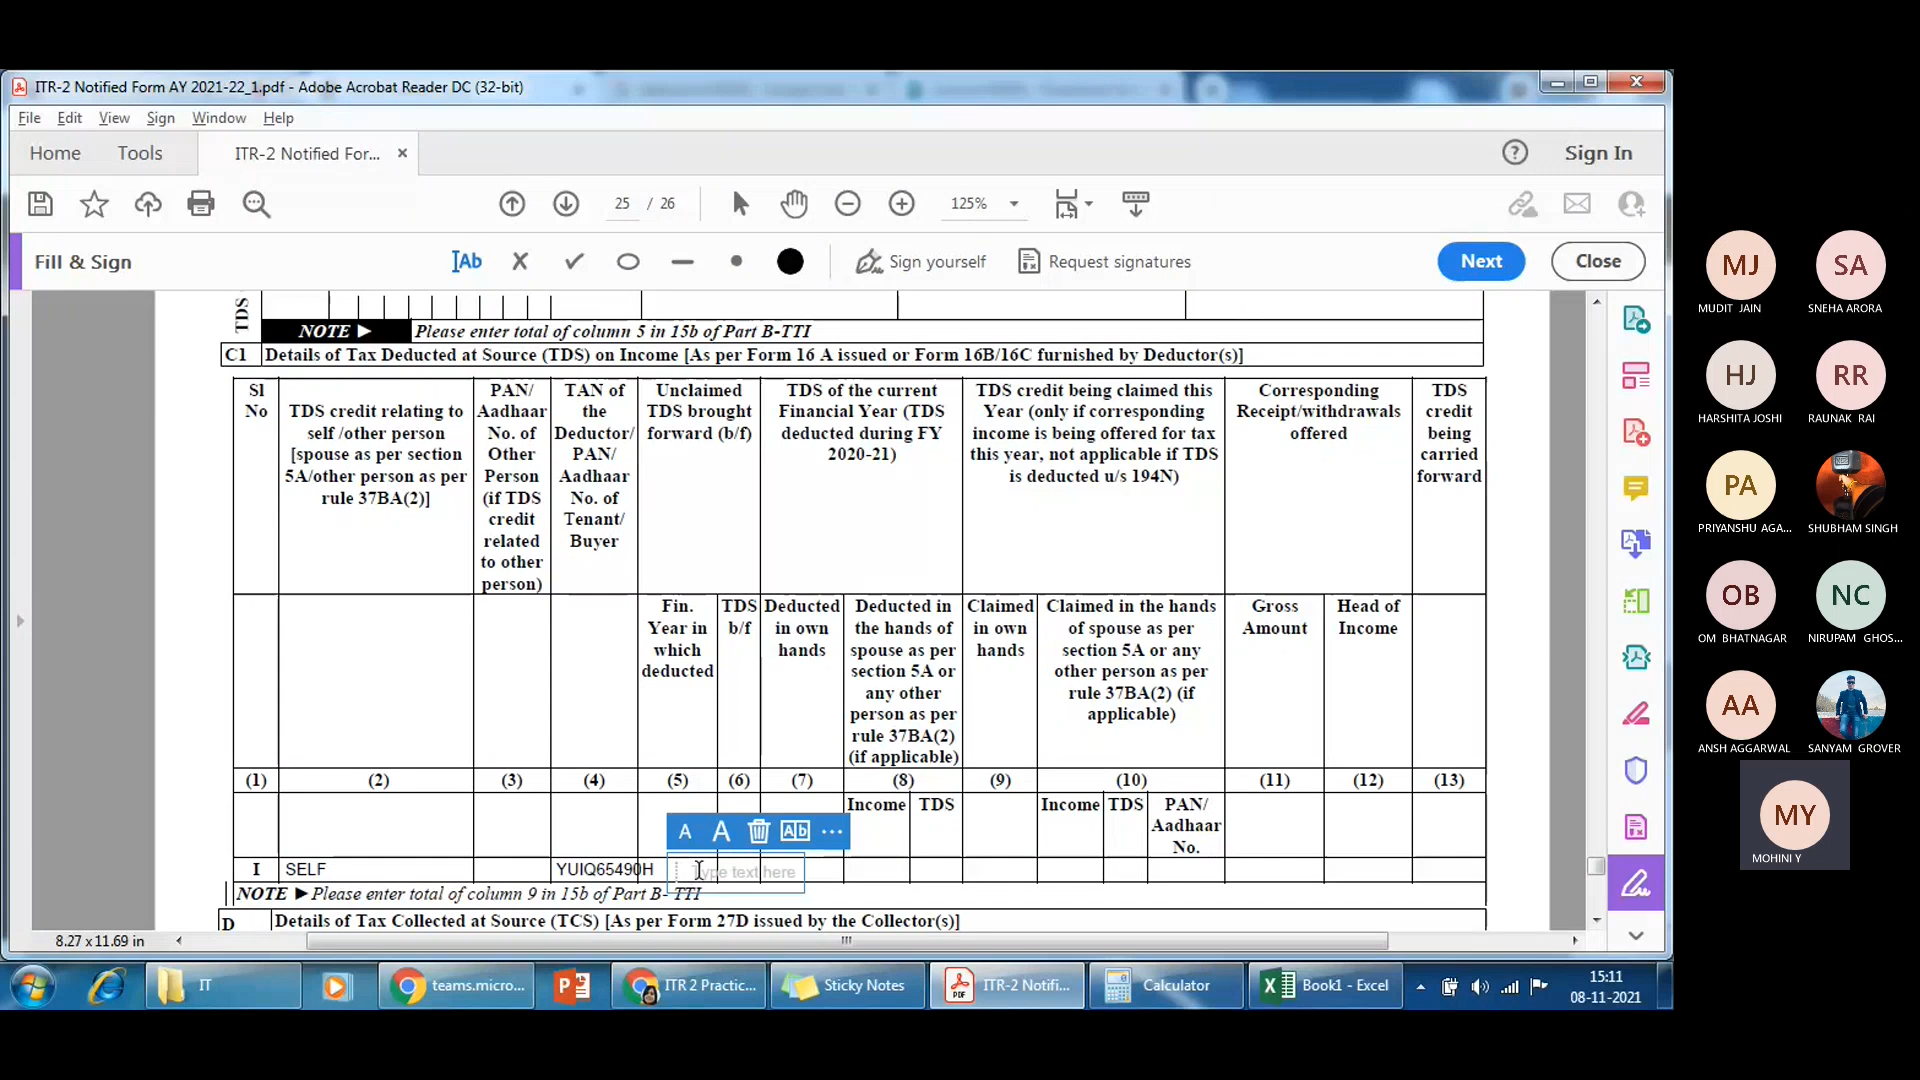 ITR-2 Notified Form AY 2021-22_1.pdf - Adobe Acrobat Reader DC (32-bit)
File Edit View Sign Window Help
Home Tools ITR-2 Notified For... ×
Sign In
25 / 26
125%
Fill & Sign
Ab
Sign yourself
Request signatures
Next
Close
TDS
NOTE ► Please enter total of column 5 in 15b of Part B-TTI
C1 Details of Tax Deducted at Source (TDS) on Income [As per Form 16 A issued or Form 16B/16C furnished by Deductor(s)]
Sl No
TDS credit relating to self /other person [spouse as per section 5A/other person as per rule 37BA(2)]
PAN/ Aadhaar No. of Other Person (if TDS credit related to other person)
TAN of the Deductor/ PAN/ Aadhaar No. of Tenant/ Buyer
Unclaimed TDS brought forward (b/f)
TDS of the current Financial Year (TDS deducted during FY 2020-21)
TDS credit being claimed this Year (only if corresponding income is being offered for tax this year, not applicable if TDS is deducted u/s 194N)
Corresponding Receipt/withdrawals offered
TDS credit being carried forward
Fin. Year in which deducted
TDS b/f
Deducted in own hands
Deducted in the hands of spouse as per section 5A or any other person as per rule 37BA(2) (if applicable)
Claimed in own hands
Claimed in the hands of spouse as per section 5A or any other person as per rule 37BA(2) (if applicable)
Gross Amount
Head of Income
(1) (2) (3) (4) (5) (6) (7) (8) (9) (10) (11) (12) (13)
Income TDS Income TDS PAN/ Aadhaar No.
A A Ab ...
I SELF YUIQ65490H Type text here
NOTE ►Please enter total of column 9 in 15b of Part B- TTI
D Details of Tax Collected at Source (TCS) [As per Form 27D issued by the Collector(s)]
8.27 x 11.69 in
IT
teams.micro...
ITR 2 Practic...
Sticky Notes
ITR-2 Notifi...
Calculator
Book1 - Excel
15:11
08-11-2021
MJ
MUDIT JAIN
SA
SNEHA ARORA
HJ
HARSHITA JOSHI
RR
RAUNAK RAI
PA
PRIYANSHU AGA...
SHUBHAM SINGH
OB
OM BHATNAGAR
NC
NIRUPAM GHOS...
AA
ANSH AGGARWAL
SANYAM GROVER
MY
MOHINI Y